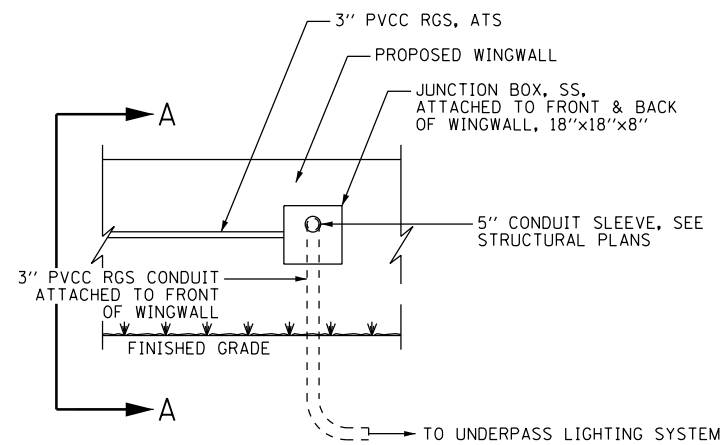 3'' PVCC RGS, ATS
PROPOSED WINGWALL
JUNCTION BOX, SS,
ATTACHED TO FRONT & BACK
OF WINGWALL, 18''x18''x8''
A
5'' CONDUIT SLEEVE, SEE
STRUCTURAL PLANS
3'' PVCC RGS CONDUIT
ATTACHED TO FRONT
OF WINGWALL
FINISHED GRADE
A
TO UNDERPASS LIGHTING SYSTEM